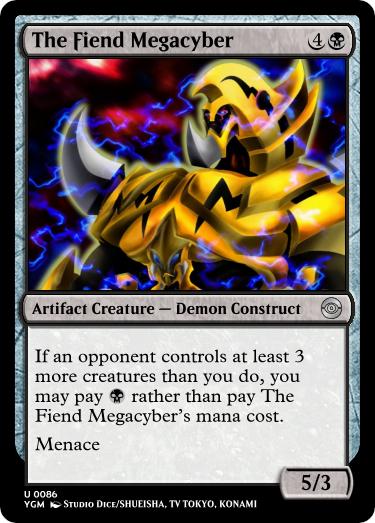 The Fiend Megacyber 4
Artifact Creature — Demon Construct
If an opponent controls at least 3
more creatures than you do, you
may pay rather than pay The
Fiend Megacyber's mana cost.
Menace
5/3
U 0086
YGM Studio Dice/SHUEISHA, TV TOKYO, KONAMI